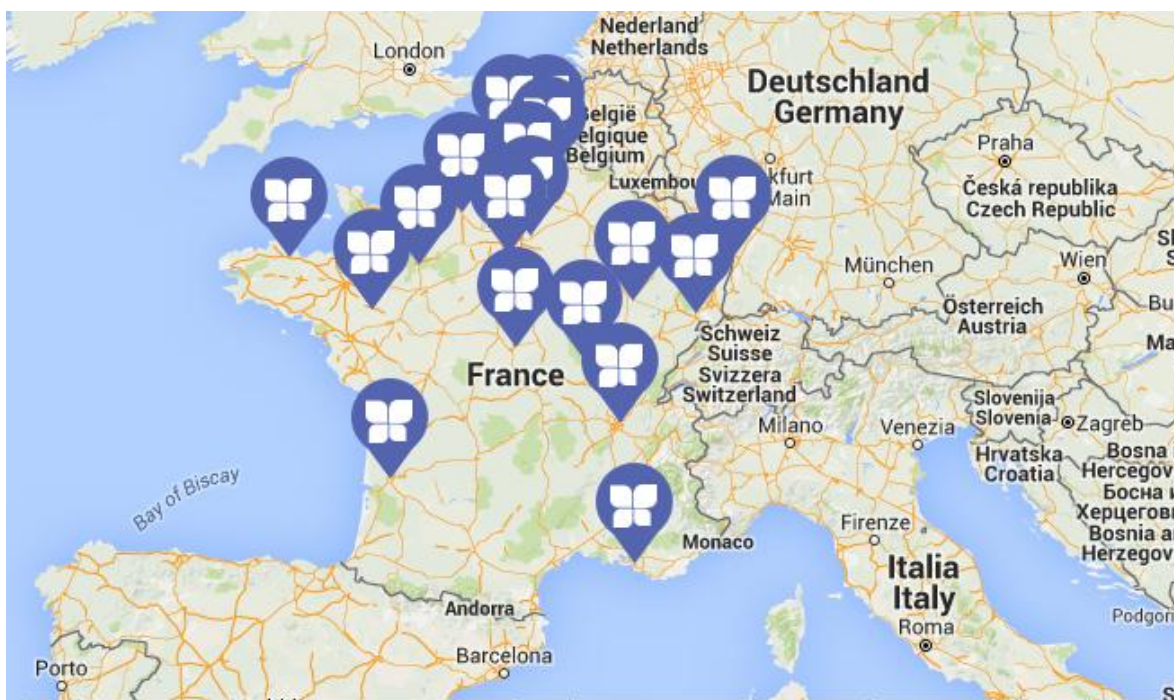 Nederland
Netherlands
London
Deutschland
Germany
België
Belgique
Belgium
Praha
Česká republika
Czech Republic
Main
München
Wien
Österreich
Austria
Schweiz
Suisse
Svizzera
Switzerland
France
Slovenija
Slovenia
Zagreb
Milano
Venezia
Hrvatska
Croatia
Bosna
Hercegov
Босна и
Херцегов
Bosnia a
Herzegov
Bay of Biscay
Monaco
Firenze
Italia
Italy
Andorra
Podgori
Roma
Barcelona
Porto